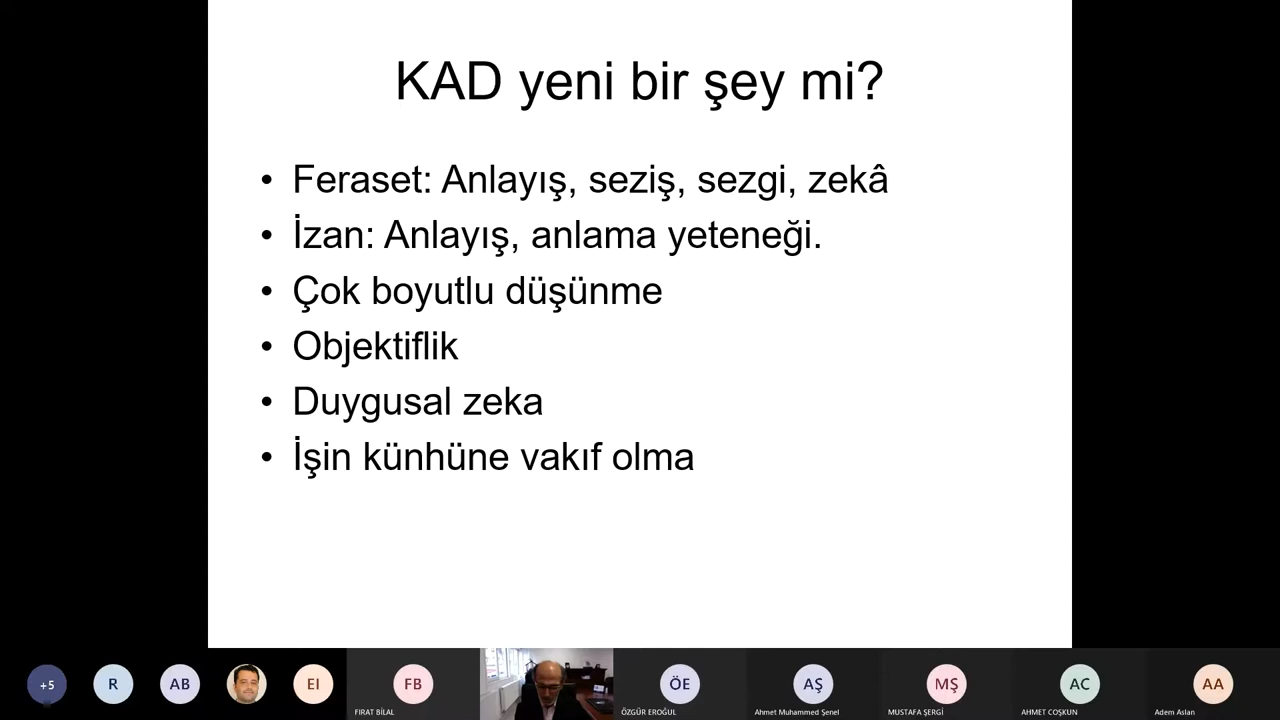 KAD yeni bir şey mi?
• Feraset: Anlayış, seziş, sezgi, zekâ
• İzan: Anlayış, anlama yeteneği.
• Çok boyutlu düşünme
• Objektiflik
• Duygusal zeka
• İşin künhüne vakıf olma
+5
R
AB
EI
FB
FIRAT BİLAL
ÖE
ÖZGÜR EROĞUL
AŞ
Ahmet Muhammed Şenel
MŞ
MUSTAFA ŞERGİ
AC
AHMET COŞKUN
AA
Adem Aslan